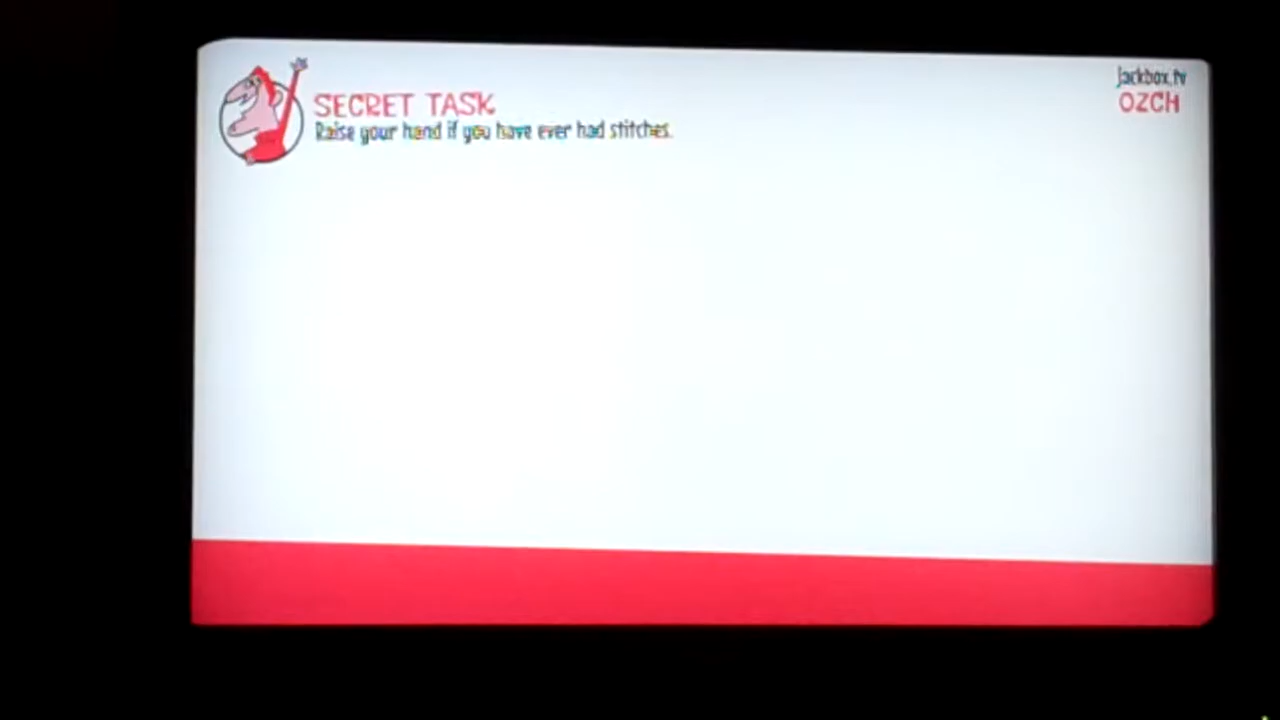 SECRET TASK
Raise your hand if you have ever had stitches.
jackbox.tv
OZCH